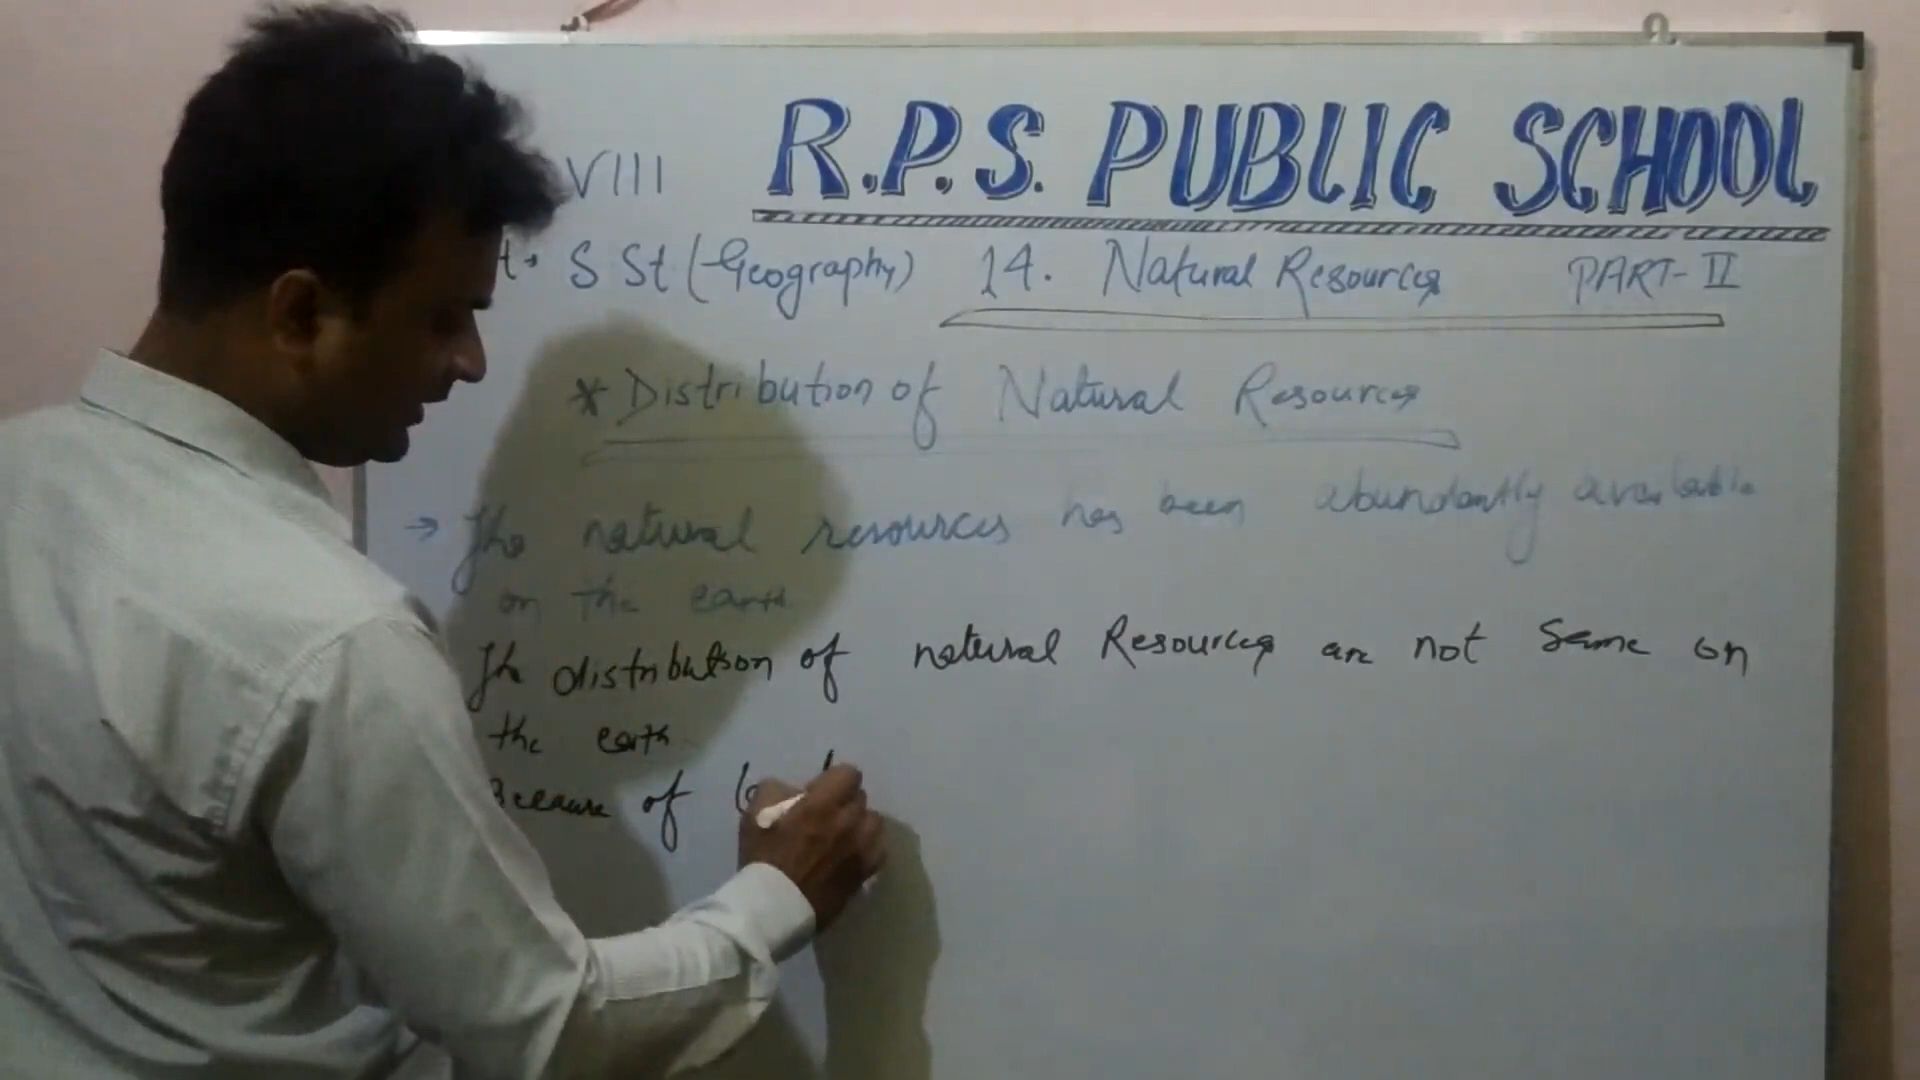 R.P.S. PUBLIC SCHOOL
VIII
t. S St (Geography) 14. Natural Resources PART-II
* Distribution of Natural Resources
→ The natural resources has been abundantly available
on the earth
The distribution of natural Resources are not same on
the earth
Because of